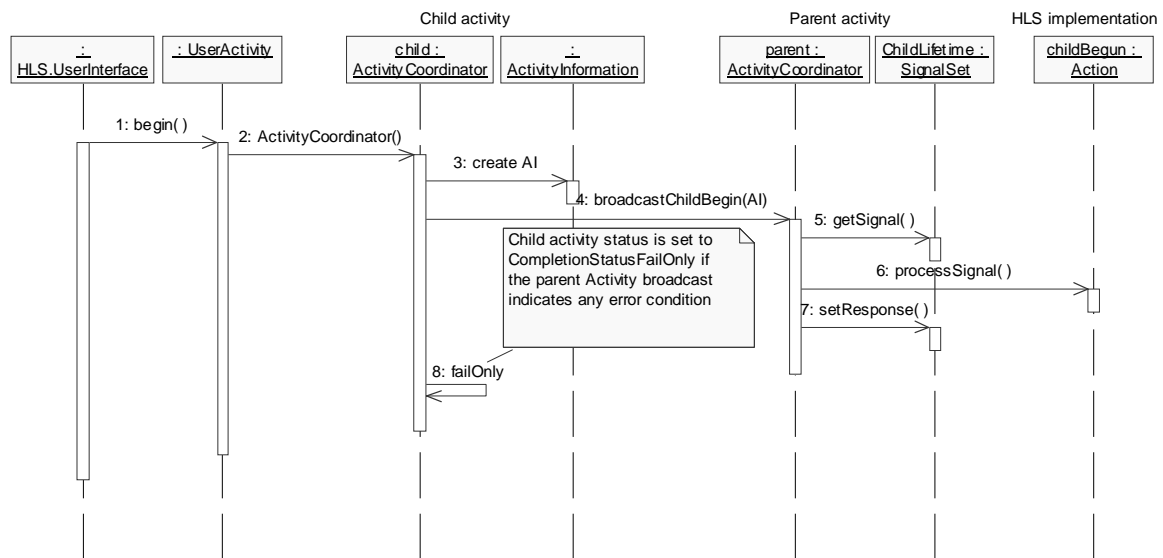 Child activity
Parent activity
HLS implementation
:
HLS.UserInterface
: UserActivity
child :
ActivityCoordinator
:
ActivityInformation
parent :
ActivityCoordinator
ChildLifetime :
SignalSet
childBegun :
Action
1: begin( )
2: ActivityCoordinator()
3: create AI
4: broadcastChildBegin(AI)
5: getSignal( )
Child activity status is set to
CompletionStatusFailOnly if
the parent Activity broadcast
indicates any error condition
6: processSignal( )
7: setResponse( )
8: failOnly